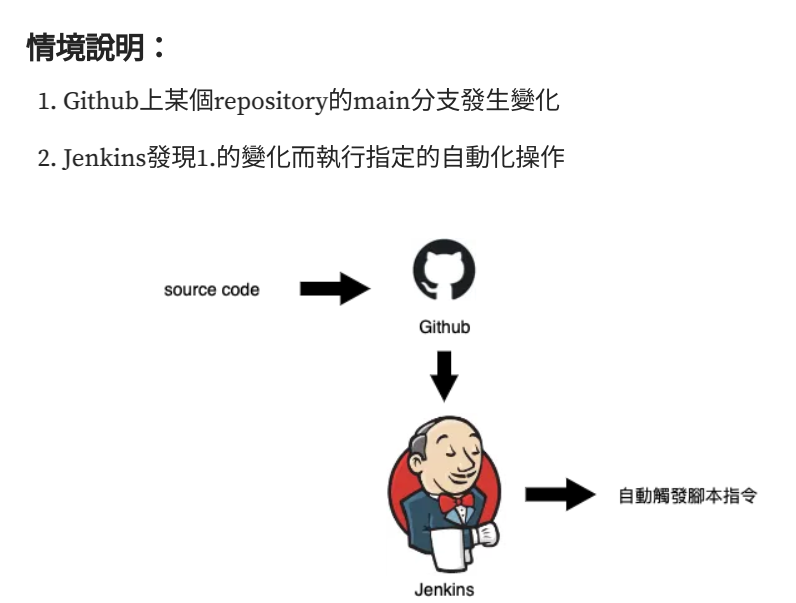 情境說明：
1. Github上某個repository的main分支發生變化
2. Jenkins發現1.的變化而執行指定的自動化操作
source code
Github
自動觸發腳本指令
Jenkins